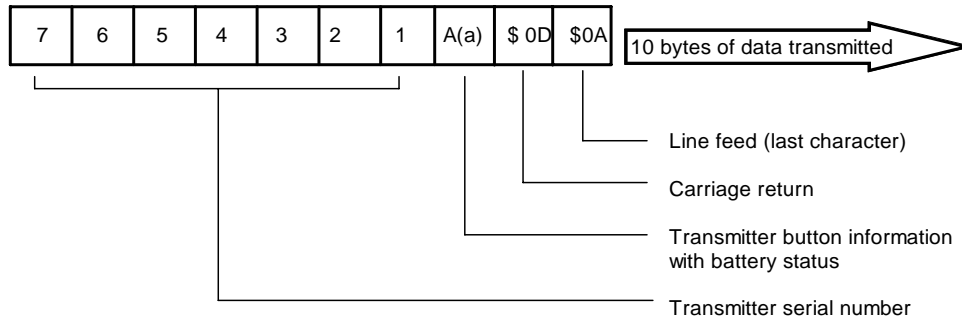 7 6 5 4 3 2 1 A(a) $ 0D $0A
10 bytes of data transmitted
Line feed (last character)
Carriage return
Transmitter button information
with battery status
Transmitter serial number